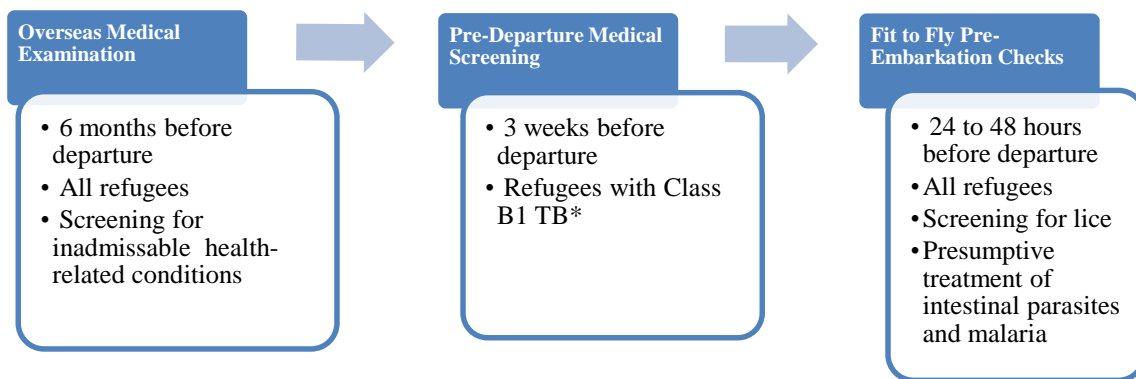 Overseas Medical
Examination
• 6 months before
departure
• All refugees
• Screening for
inadmissable health-
related conditions
Pre-Departure Medical
Screening
• 3 weeks before
departure
• Refugees with Class
B1 TB*
Fit to Fly Pre-
Embarkation Checks
• 24 to 48 hours
before departure
• All refugees
• Screening for lice
• Presumptive
treatment of
intestinal parasites
and malaria